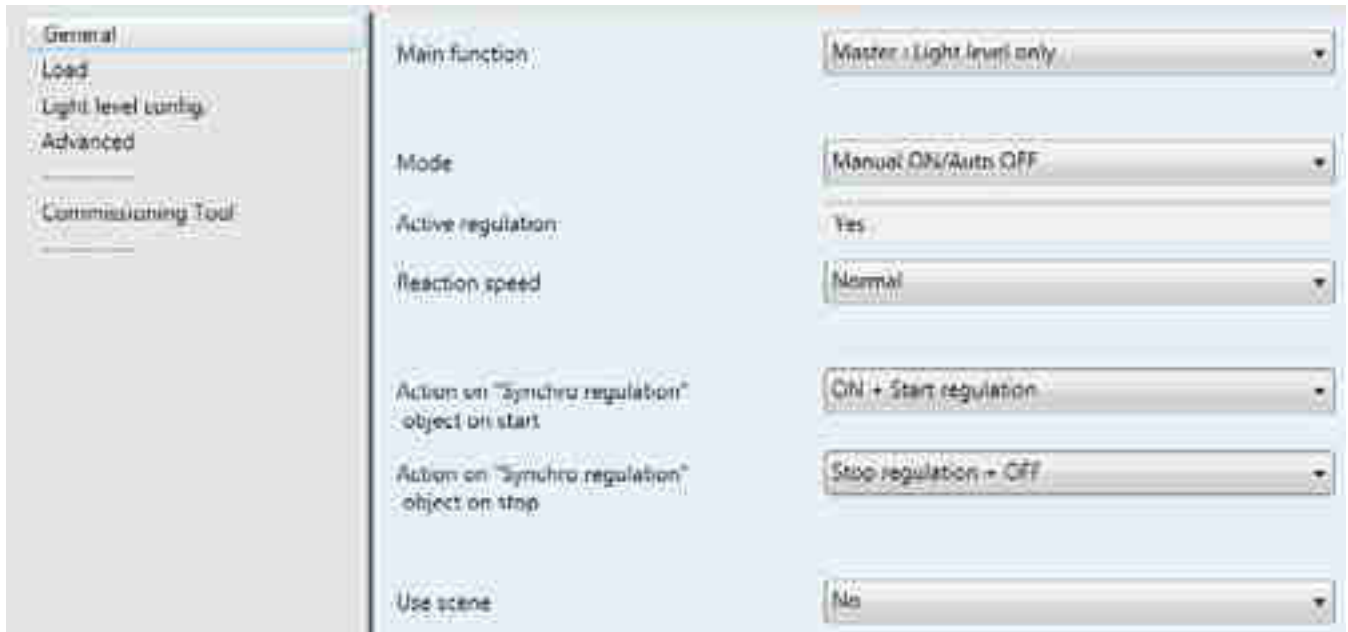 General
Load
Light level config.
Advanced
Commissioning Tool
Main function
Master : Light level only
Mode
Manual ON/Auto OFF
Active regulation
Yes
Reaction speed
Normal
Action on "Synchro regulation"
object on start
ON + Start regulation
Action on "Synchro regulation"
object on stop
Stop regulation + OFF
Use scene
No